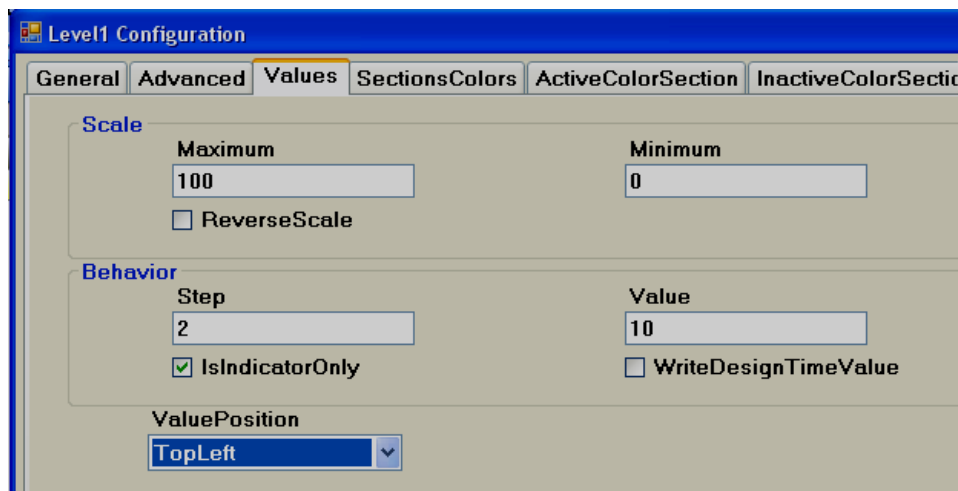 Level1 Configuration
General Advanced Values SectionsColors ActiveColorSection InactiveColorSectio
Scale
Maximum Minimum
100 0
ReverseScale
Behavior
Step Value
2 10
IsIndicatorOnly WriteDesignTimeValue
ValuePosition
TopLeft